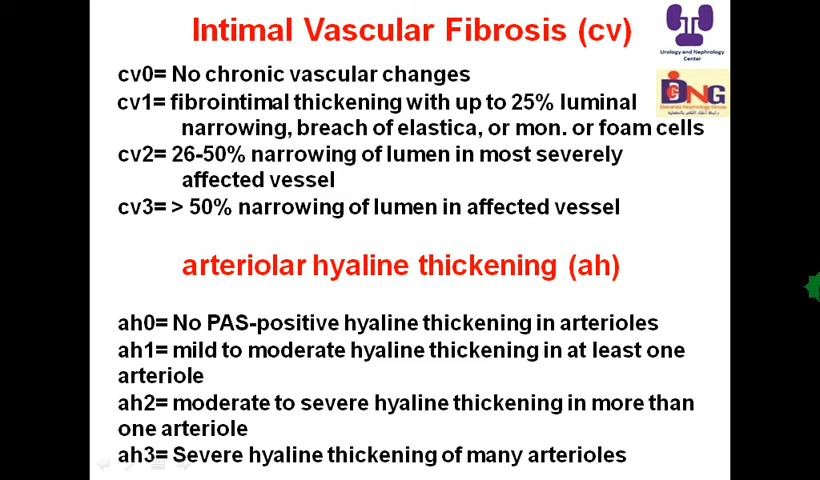 Intimal Vascular Fibrosis (cv)
Urology and Nephrology
Center
cv0= No chronic vascular changes
cv1= fibrointimal thickening with up to 25% luminal
narrowing, breach of elastica, or mon. or foam cells
DNG
Dakahlia Nephrology Group
cv2= 26-50% narrowing of lumen in most severely
affected vessel
cv3= > 50% narrowing of lumen in affected vessel
arteriolar hyaline thickening (ah)
ah0= No PAS-positive hyaline thickening in arterioles
ah1= mild to moderate hyaline thickening in at least one
arteriole
ah2= moderate to severe hyaline thickening in more than
one arteriole
ah3= Severe hyaline thickening of many arterioles